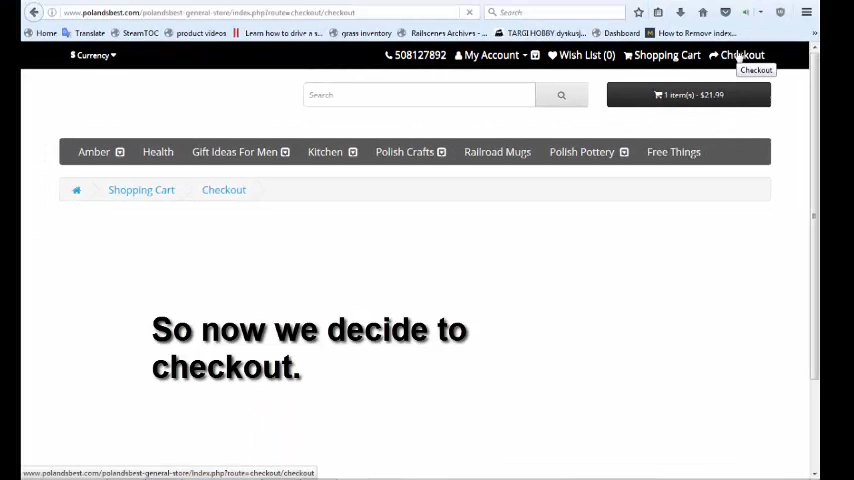 www.polandsbest.com/polandsbest-general-store/index.php?route=checkout/checkout
Search
Home Translate SteamTOC product videos Learn how to drive a s... grass inventory Railscenes Archives - ... TARGI HOBBY dyskusj... Dashboard How to Remove index...
$ Currency 508127892 My Account Wish List (0) Shopping Cart Checkout
Checkout
Search 1 item(s) - $21.99
Amber Health Gift Ideas For Men Kitchen Polish Crafts Railroad Mugs Polish Pottery Free Things
Shopping Cart Checkout
So now we decide to
checkout.
www.polandsbest.com/polandsbest-general-store/index.php?route=checkout/checkout